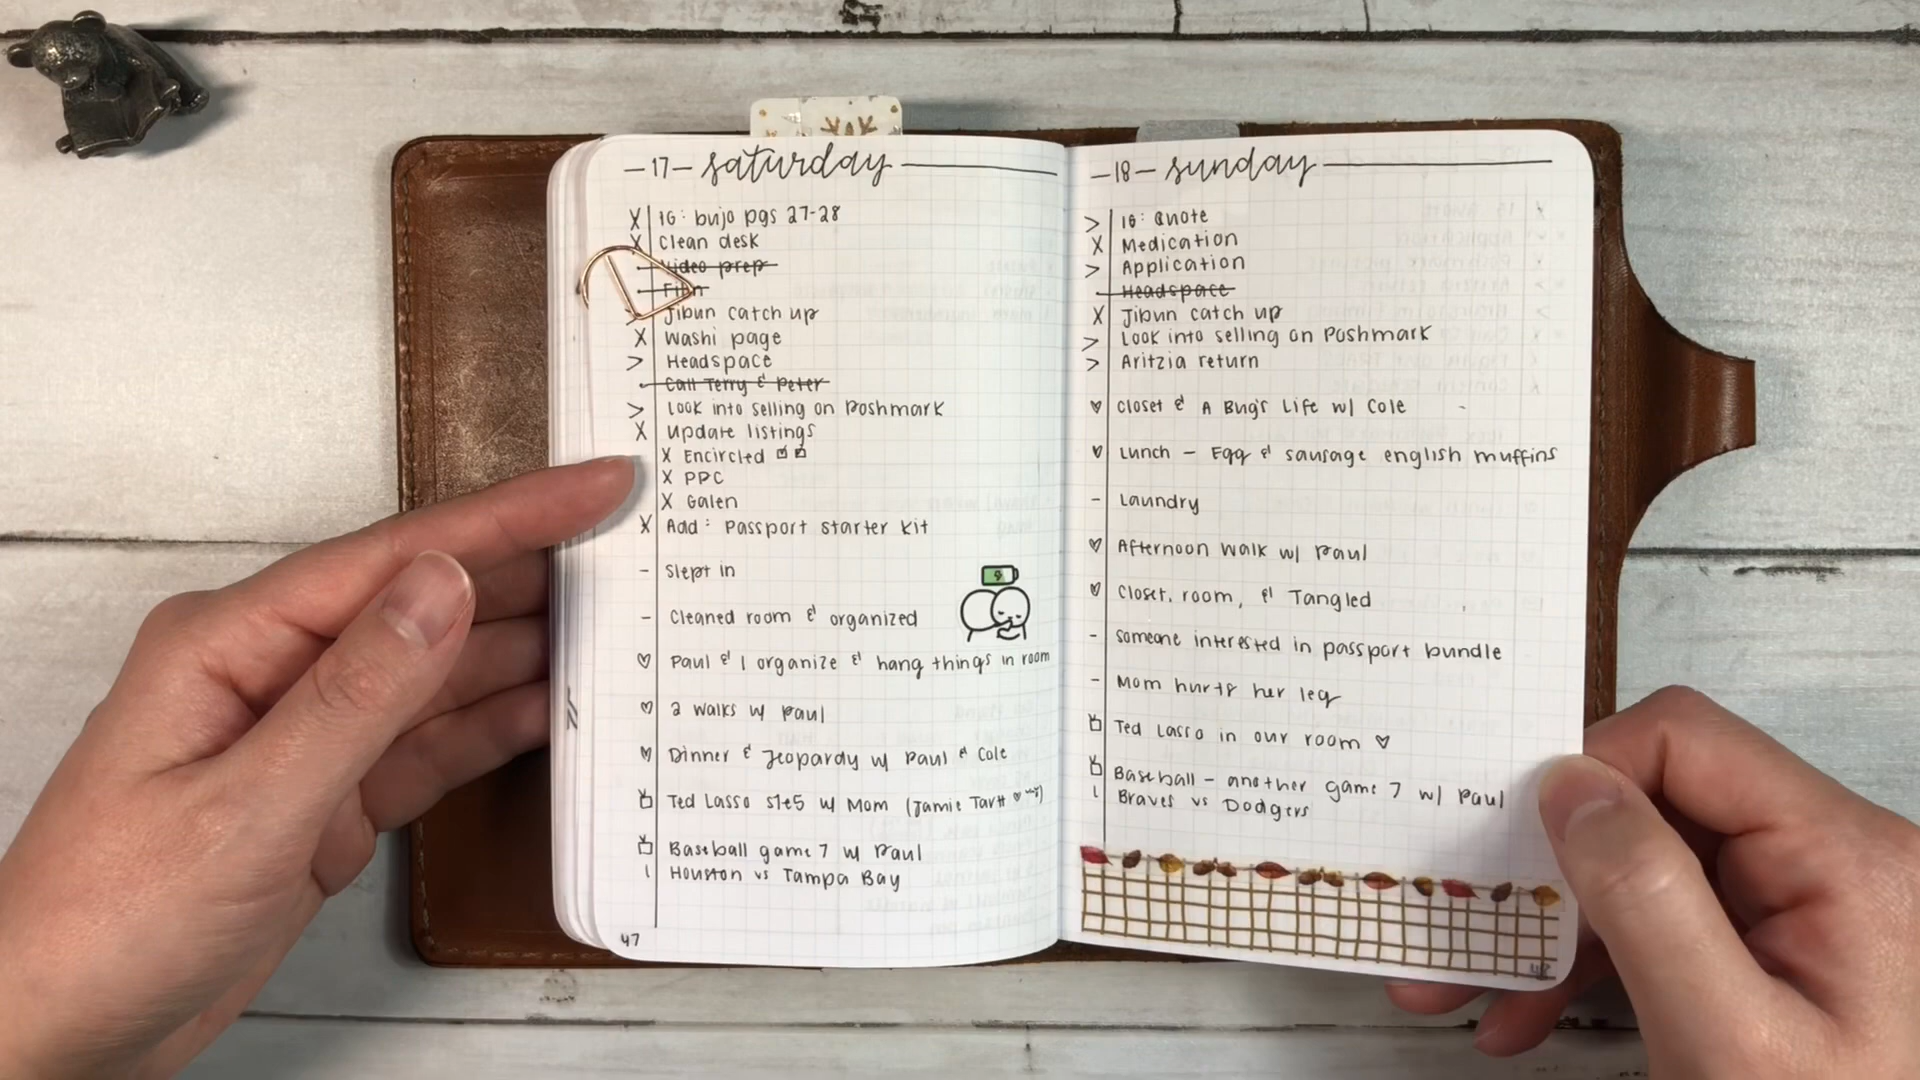 —17— saturday
X IG: bujo pgs 27-28
X Clean desk
• Video prep
• Film
> Jibun catch up
X Washi page
> Headspace
• Call Terry & Peter
> Look into selling on Poshmark
X Update listings
X Encircled
X PPC
X Galen
X Add: Passport starter kit
- Slept in
- Cleaned room & organized
♡ Paul & I organize & hang things in room
♡ 2 walks w/ Paul
♡ Dinner & Jeopardy w/ Paul & Cole
Ted Lasso s1e5 w/ Mom (Jamie Tartt ♡)
Baseball game 7 w/ Paul
Houston vs Tampa Bay
47
—18— sunday
> IG: Quote
X Medication
> Application
• Headspace
X Jibun catch up
> Look into selling on Poshmark
> Aritzia return
♡ Closet & A Bug's Life w/ Cole
♡ Lunch - Egg & sausage english muffins
- Laundry
♡ Afternoon walk w/ Paul
♡ Closet, room, & Tangled
- Someone interested in passport bundle
- Mom hurts her leg
Ted Lasso in our room ♡
Baseball - another game 7 w/ Paul
Braves vs Dodgers
48